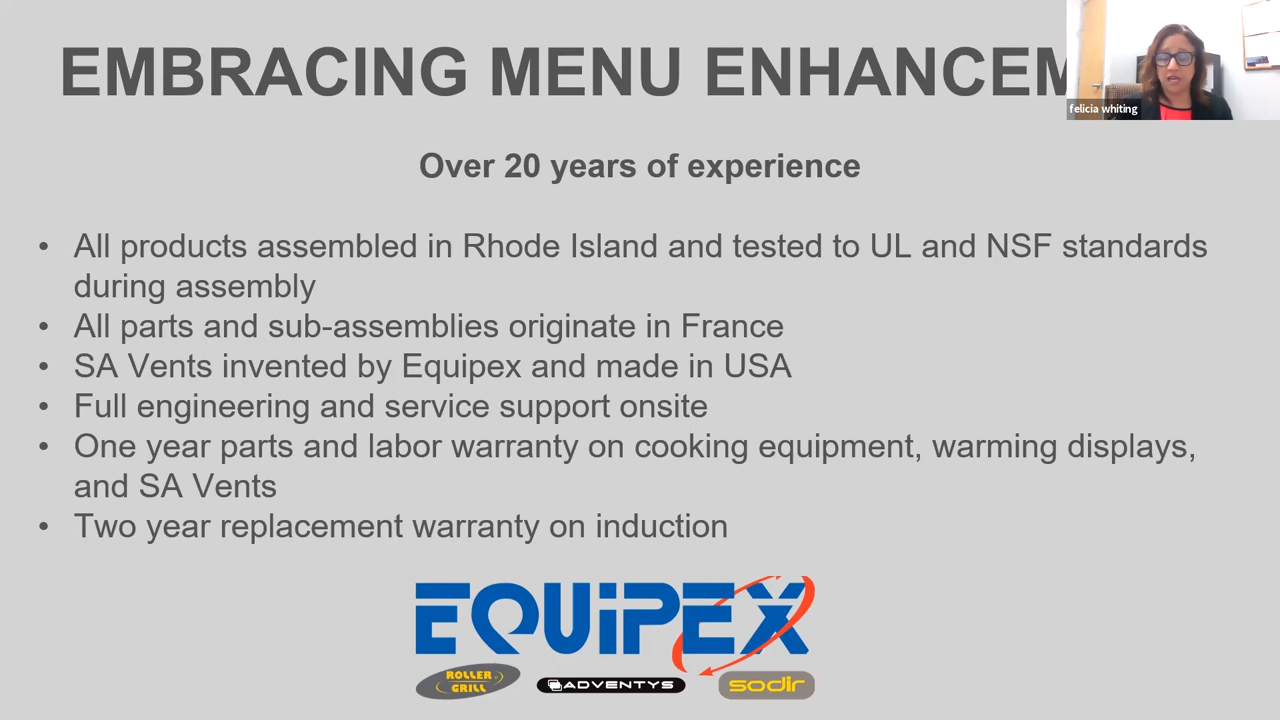 EMBRACING MENU ENHANCEM
felicia whiting
Over 20 years of experience
• All products assembled in Rhode Island and tested to UL and NSF standards
during assembly
• All parts and sub-assemblies originate in France
• SA Vents invented by Equipex and made in USA
• Full engineering and service support onsite
• One year parts and labor warranty on cooking equipment, warming displays,
and SA Vents
• Two year replacement warranty on induction
EQUiPEX
ROLLER
GRILL
ADVENTYS
sodir